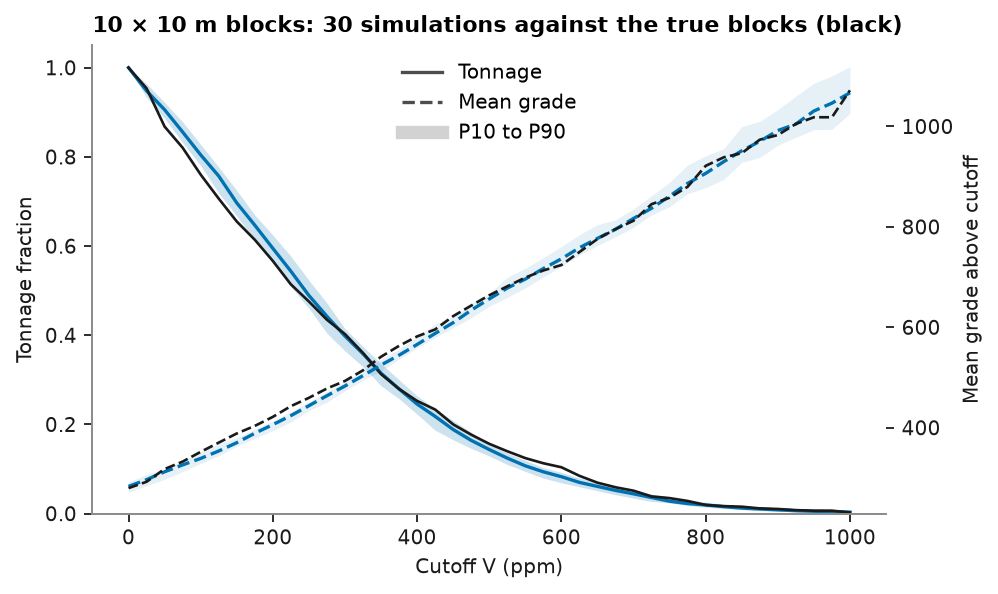 10 × 10 m blocks: 30 simulations against the true blocks (black)
Tonnage
Mean grade
P10 to P90
1.0
0.8
0.6
0.4
0.2
0.0
Tonnage fraction
0
200
400
600
800
1000
Cutoff V (ppm)
1000
800
600
400
Mean grade above cutoff